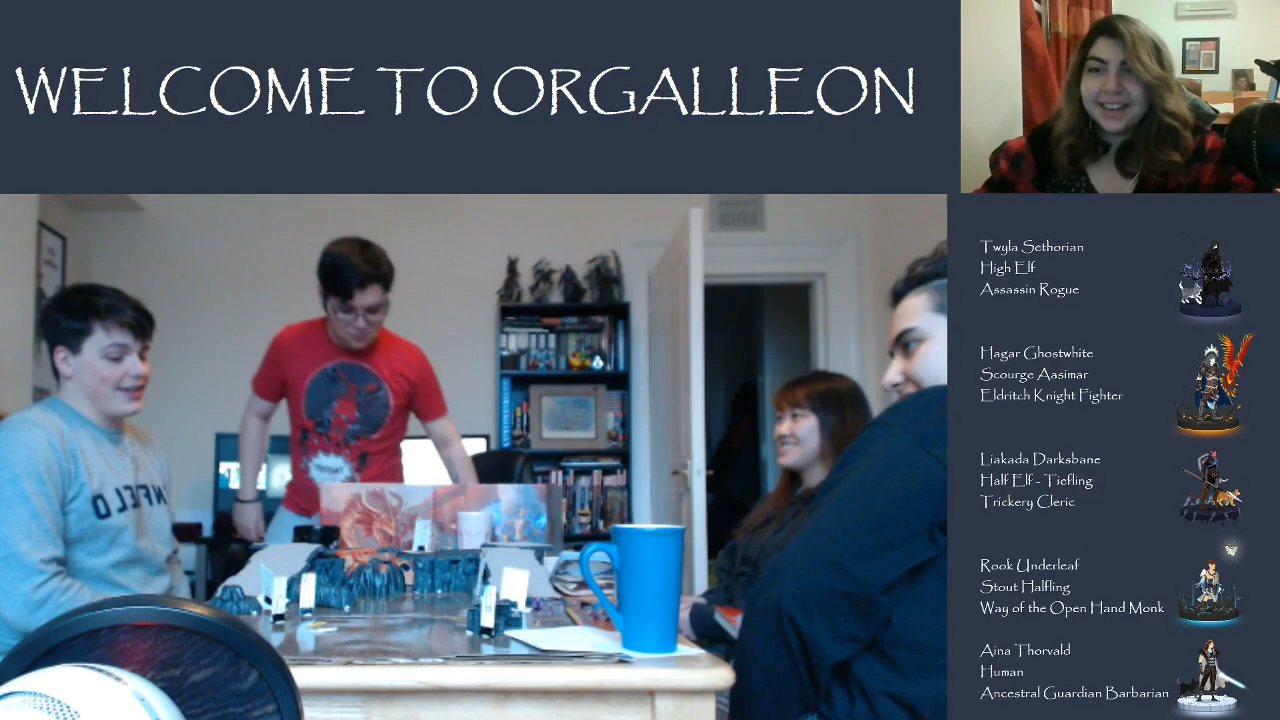 WELCOME TO ORGALLEON
Twyla Sethorian
High Elf
Assassin Rogue
Hagar Ghostwhite
Scourge Aasimar
Eldritch Knight Fighter
Liakada Darksbane
Half Elf - Tiefling
Trickery Cleric
Rook Underleaf
Stout Halfling
Way of the Open Hand Monk
Aina Thorvald
Human
Ancestral Guardian Barbarian